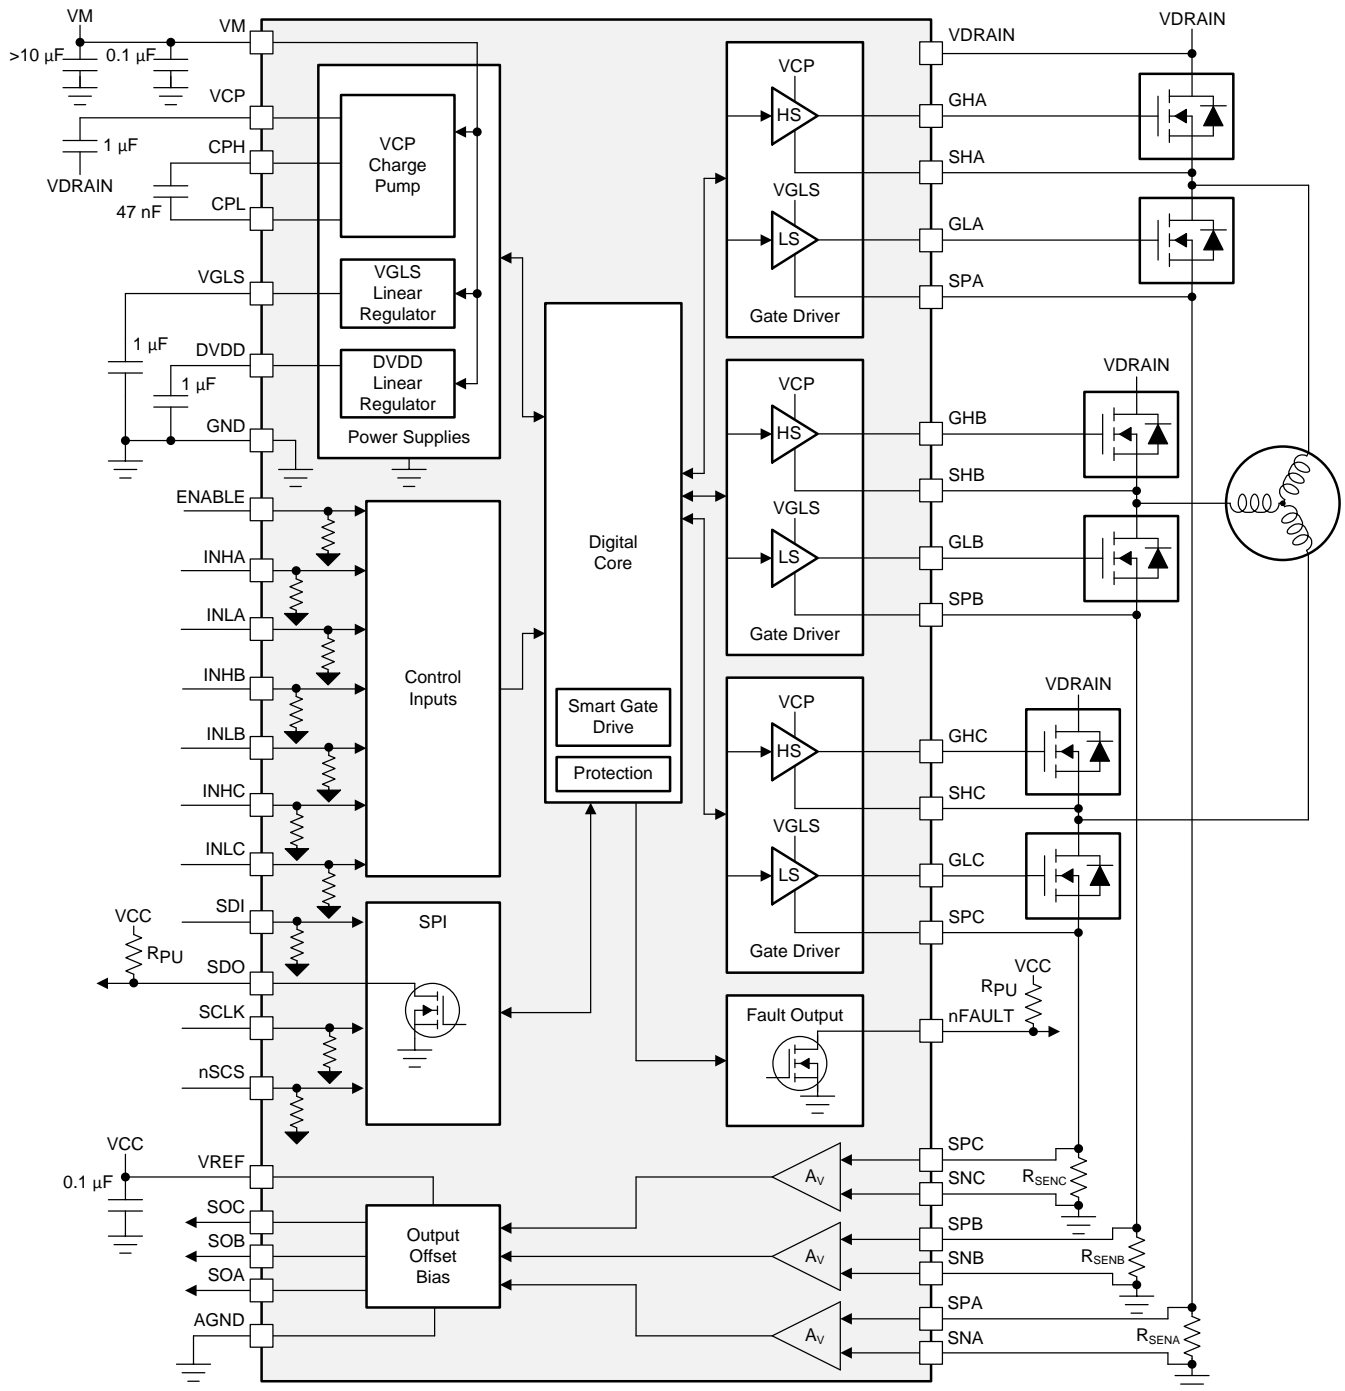 VM
VM
>10 µF
0.1 µF
VCP
1 µF
VDRAIN
CPH
47 nF
CPL
VCP
Charge
Pump
VGLS
VGLS
Linear
Regulator
1 µF
DVDD
1 µF
DVDD
Linear
Regulator
GND
Power Supplies
ENABLE
INHA
INLA
INHB
INLB
INHC
INLC
Control
Inputs
SDI
VCC
RPU
SDO
SCLK
nSCS
SPI
VCC
VREF
0.1 µF
SOC
SOB
SOA
AGND
Output
Offset
Bias
Digital
Core
Smart Gate
Drive
Protection
VCP
HS
VGLS
LS
Gate Driver
VCP
HS
VGLS
LS
Gate Driver
VCP
HS
VGLS
LS
Gate Driver
Fault Output
AV
AV
AV
VDRAIN
VDRAIN
GHA
SHA
GLA
SPA
VDRAIN
GHB
SHB
GLB
SPB
VDRAIN
GHC
SHC
GLC
SPC
VCC
RPU
nFAULT
SPC
SNC
RSENC
SPB
SNB
RSENB
SPA
SNA
RSENA